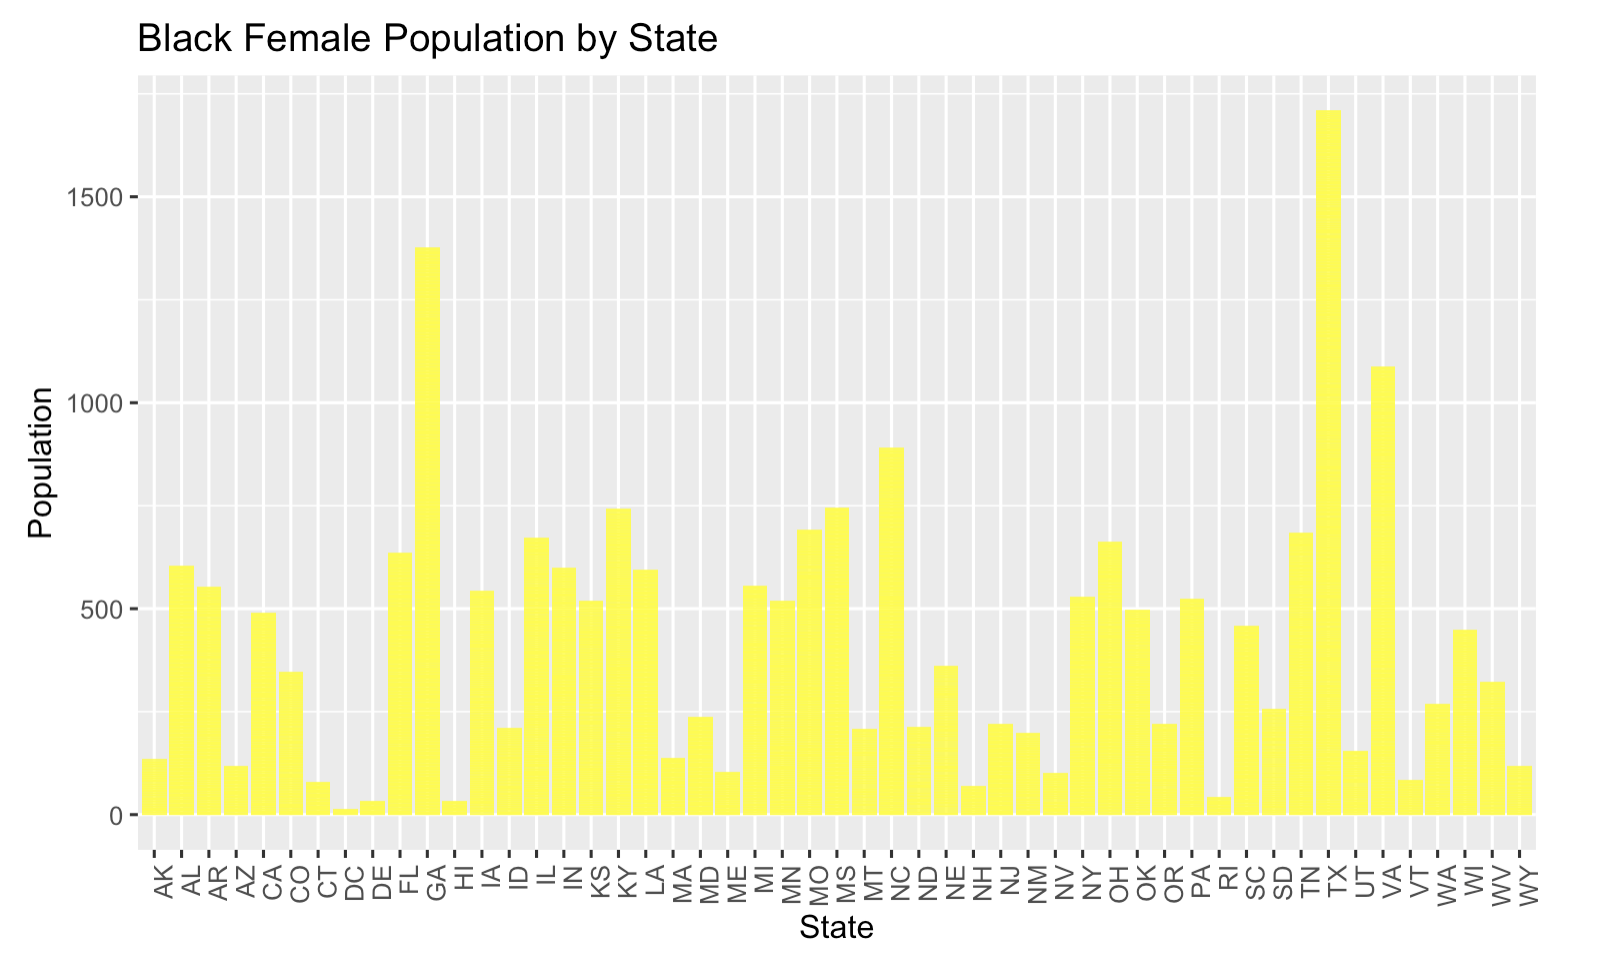 Black Female Population by State
Population
1500
1000
500
0
AK AL AR AZ CA CO CT DC DE FL GA HI IA ID IL IN KS KY LA MA MD ME MI MN MO MS MT NC ND NE NH NJ NM NV NY OH OK OR PA RI SC SD TN TX UT VA VT WA WI WV WY
State